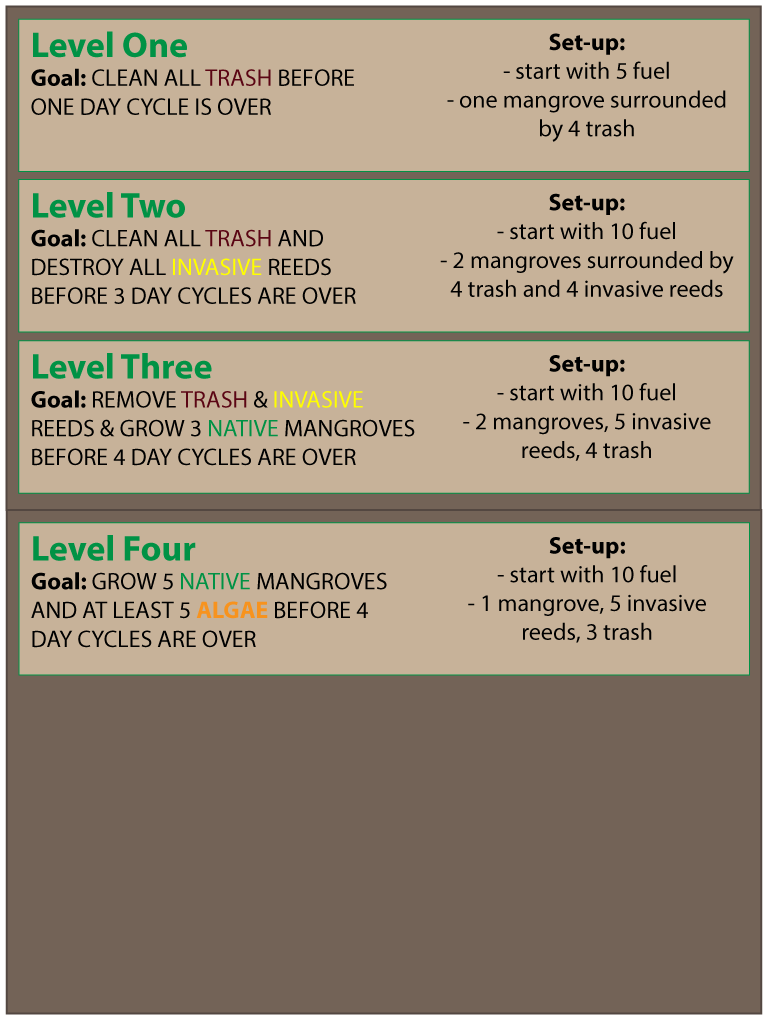 Level One
Goal: CLEAN ALL TRASH BEFORE
ONE DAY CYCLE IS OVER
Set-up:
- start with 5 fuel
- one mangrove surrounded
by 4 trash
Level Two
Goal: CLEAN ALL TRASH AND
DESTROY ALL INVASIVE REEDS
BEFORE 3 DAY CYCLES ARE OVER
Set-up:
- start with 10 fuel
- 2 mangroves surrounded by
4 trash and 4 invasive reeds
Level Three
Goal: REMOVE TRASH & INVASIVE
REEDS & GROW 3 NATIVE MANGROVES
BEFORE 4 DAY CYCLES ARE OVER
Set-up:
- start with 10 fuel
- 2 mangroves, 5 invasive
reeds, 4 trash
Level Four
Goal: GROW 5 NATIVE MANGROVES
AND AT LEAST 5 ALGAE BEFORE 4
DAY CYCLES ARE OVER
Set-up:
- start with 10 fuel
- 1 mangrove, 5 invasive
reeds, 3 trash